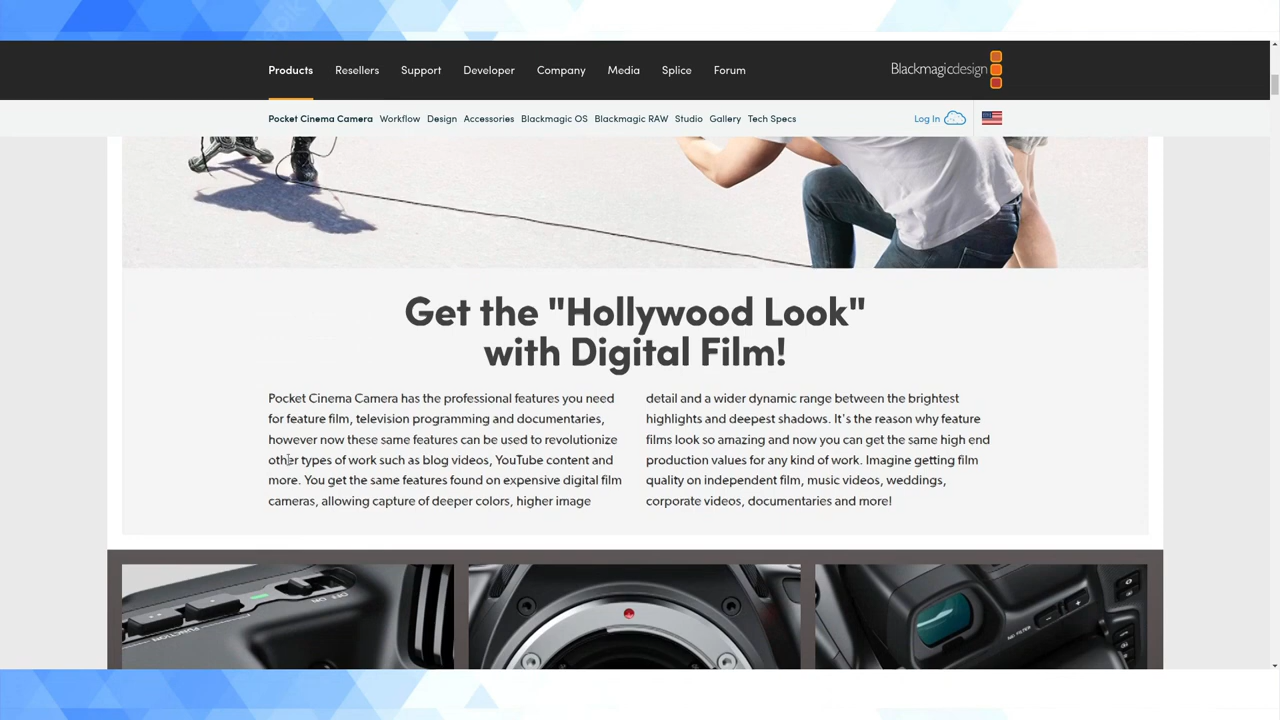 Products Resellers Support Developer Company Media Splice Forum Blackmagicdesign
Pocket Cinema Camera Workflow Design Accessories Blackmagic OS Blackmagic RAW Studio Gallery Tech Specs Log In
Get the "Hollywood Look"
with Digital Film!
Pocket Cinema Camera has the professional features you need
for feature film, television programming and documentaries,
however now these same features can be used to revolutionize
other types of work such as blog videos, YouTube content and
more. You get the same features found on expensive digital film
cameras, allowing capture of deeper colors, higher image
detail and a wider dynamic range between the brightest
highlights and deepest shadows. It's the reason why feature
films look so amazing and now you can get the same high end
production values for any kind of work. Imagine getting film
quality on independent film, music videos, weddings,
corporate videos, documentaries and more!
OFF ON
FUNCTION
ND FILTER